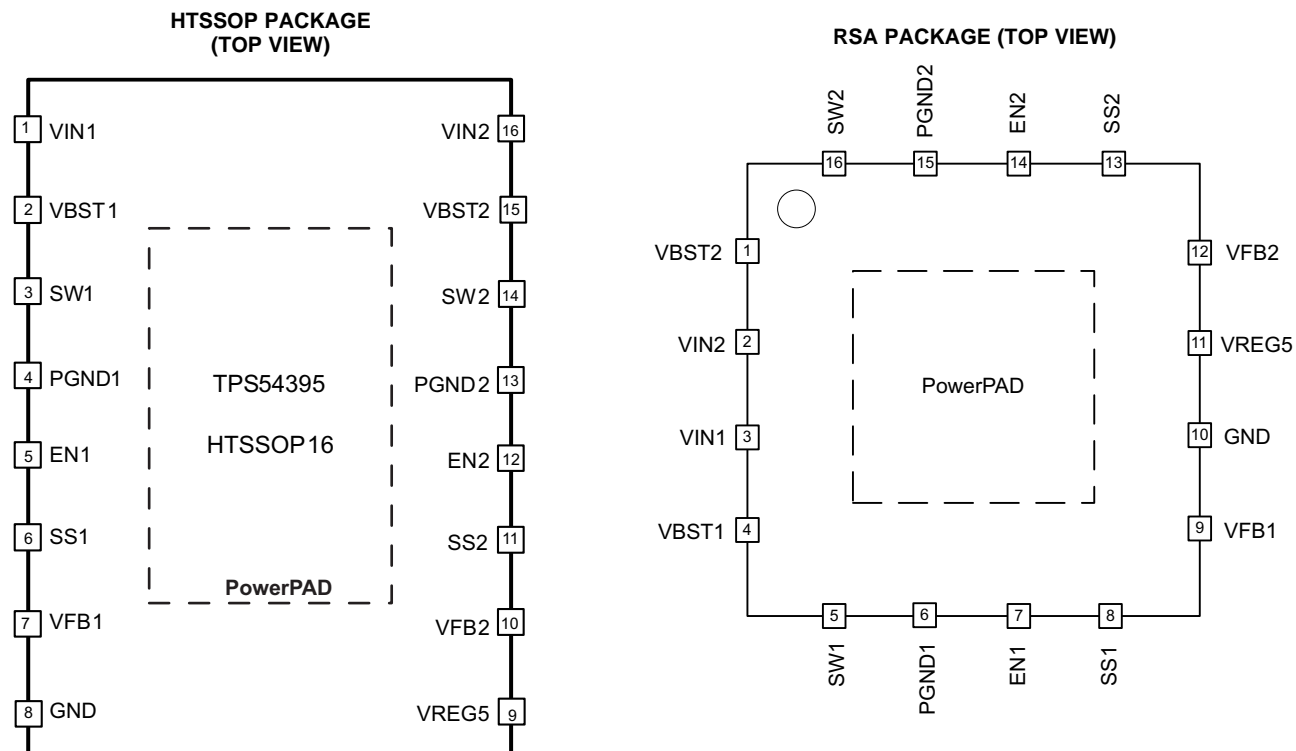 HTSSOP PACKAGE
(TOP VIEW)
1 VIN1
VIN2 16
2 VBST1
VBST2 15
3 SW1
SW2 14
4 PGND1
PGND2 13
5 EN1
EN2 12
6 SS1
SS2 11
7 VFB1
VFB2 10
8 GND
VREG5 9
TPS54395
HTSSOP16
PowerPAD
RSA PACKAGE (TOP VIEW)
SW2
PGND2
EN2
SS2
16
15
14
13
VBST2 1
12 VFB2
VIN2 2
11 VREG5
VIN1 3
10 GND
VBST1 4
9 VFB1
PowerPAD
5
6
7
8
SW1
PGND1
EN1
SS1